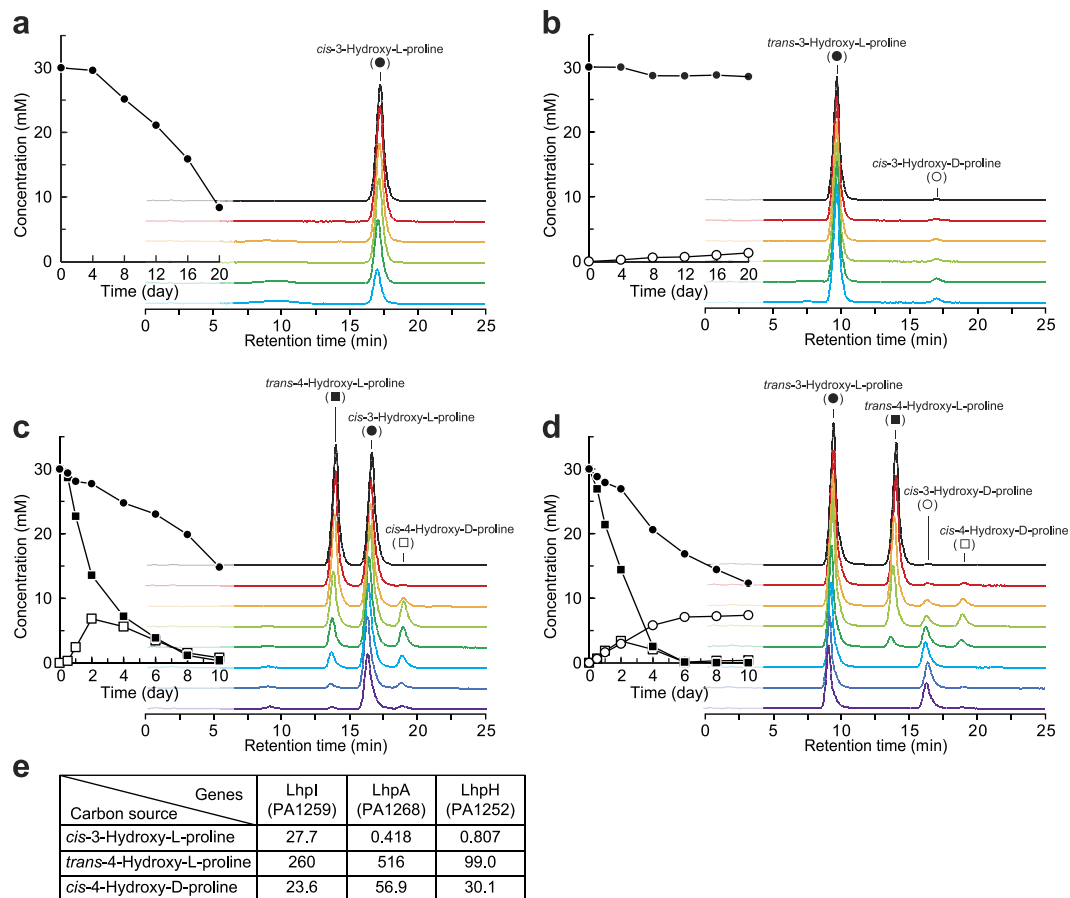 a
cis-3-Hydroxy-L-proline
(●)
Concentration (mM)
30
20
10
0
0 4 8 12 16 20
Time (day)
0 5 10 15 20 25
Retention time (min)
b
trans-3-Hydroxy-L-proline
(●)
cis-3-Hydroxy-D-proline
(○)
Concentration (mM)
30
20
10
0
0 4 8 12 16 20
Time (day)
0 5 10 15 20 25
Retention time (min)
c
trans-4-Hydroxy-L-proline
(■)
cis-3-Hydroxy-L-proline
(●)
cis-4-Hydroxy-D-proline
(□)
Concentration (mM)
30
20
10
0
0 2 4 6 8 10
Time (day)
0 5 10 15 20 25
Retention time (min)
d
trans-3-Hydroxy-L-proline
(●)
trans-4-Hydroxy-L-proline
(■)
cis-3-Hydroxy-D-proline
(○)
cis-4-Hydroxy-D-proline
(□)
Concentration (mM)
30
20
10
0
0 2 4 6 8 10
Time (day)
0 5 10 15 20 25
Retention time (min)
e
Genes LhpI LhpA LhpH
Carbon source (PA1259) (PA1268) (PA1252)
cis-3-Hydroxy-L-proline 27.7 0.418 0.807
trans-4-Hydroxy-L-proline 260 516 99.0
cis-4-Hydroxy-D-proline 23.6 56.9 30.1